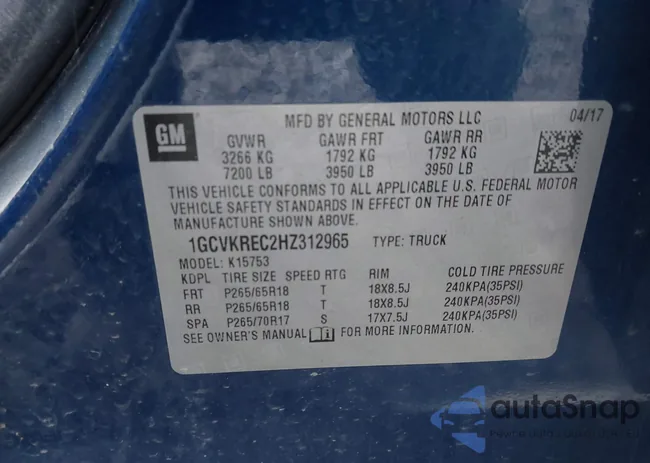 GM
MFD BY GENERAL MOTORS LLC 04/17
GVWR GAWR FRT GAWR RR
3266 KG 1792 KG 1792 KG
7200 LB 3950 LB 3950 LB
THIS VEHICLE CONFORMS TO ALL APPLICABLE U.S. FEDERAL MOTOR
VEHICLE SAFETY STANDARDS IN EFFECT ON THE DATE OF
MANUFACTURE SHOWN ABOVE.
1GCVKREC2HZ312965 TYPE: TRUCK
MODEL: K15753
KDPL TIRE SIZE SPEED RTG RIM COLD TIRE PRESSURE
FRT P265/65R18 T 18X8.5J 240KPA(35PSI)
RR P265/65R18 T 18X8.5J 240KPA(35PSI)
SPA P265/70R17 S 17X7.5J 240KPA(35PSI)
SEE OWNER'S MANUAL i FOR MORE INFORMATION.
autoSnap